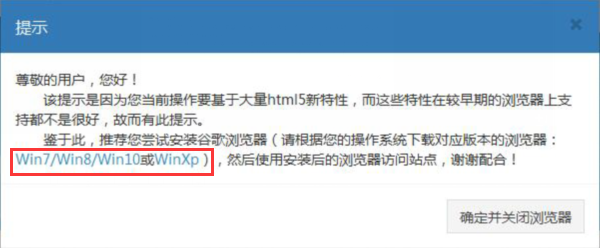 提示
×
尊敬的用户，您好！
该提示是因为您当前操作要基于大量html5新特性，而这些特性在较早期的浏览器上支
持都不是很好，故而有此提示。
鉴于此，推荐您尝试安装谷歌浏览器（请根据您的操作系统下载对应版本的浏览器：
Win7/Win8/Win10或WinXp），然后使用安装后的浏览器访问站点，谢谢配合！
确定并关闭浏览器